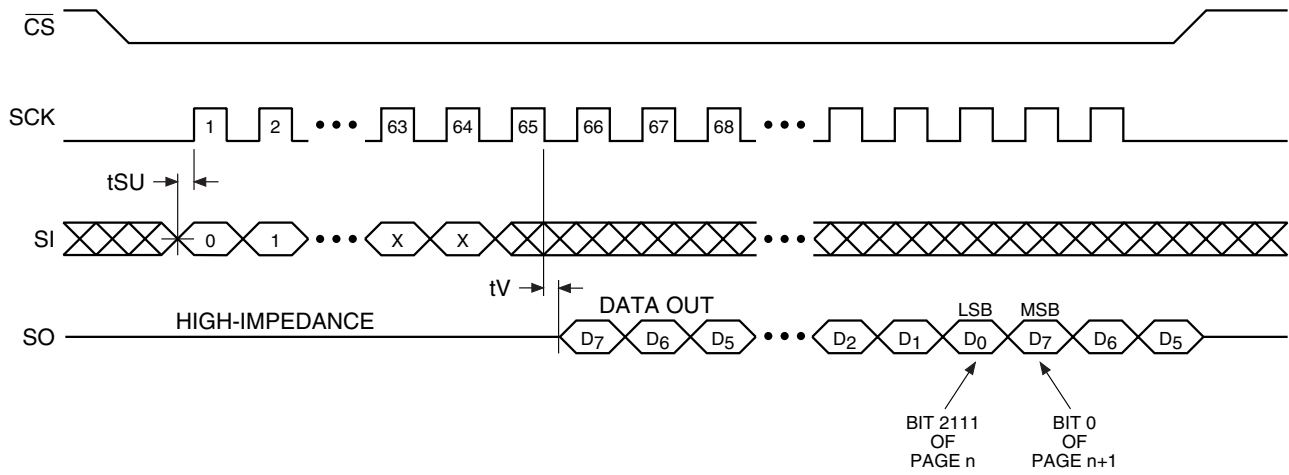 CS
SCK 1 2 ••• 63 64 65 66 67 68 •••
tSU
SI 0 1 ••• X X •••
tV
DATA OUT
HIGH-IMPEDANCE
LSB MSB
SO D7 D6 D5 ••• D2 D1 D0 D7 D6 D5
BIT 2111
OF
PAGE n
BIT 0
OF
PAGE n+1